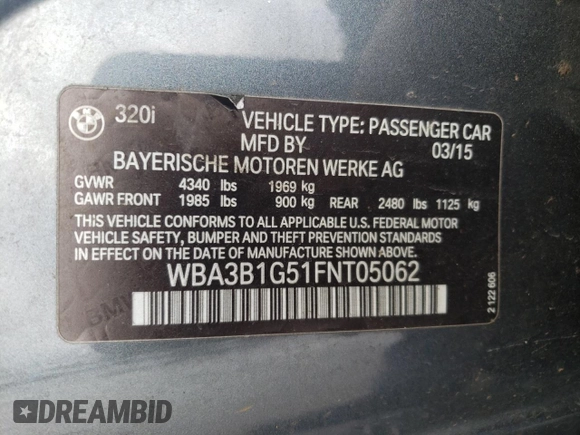 320i
VEHICLE TYPE: PASSENGER CAR
MFD BY 03/15
BAYERISCHE MOTOREN WERKE AG
GVWR 4340 lbs 1969 kg
GAWR FRONT 1985 lbs 900 kg REAR 2480 lbs 1125 kg
THIS VEHICLE CONFORMS TO ALL APPLICABLE U.S. FEDERAL MOTOR
VEHICLE SAFETY, BUMPER AND THEFT PREVENTION STANDARDS
IN EFFECT ON THE DATE OF MANUFACTURE SHOWN ABOVE.
WBA3B1G51FNT05062
BMW
2 122 606
DREAMBID